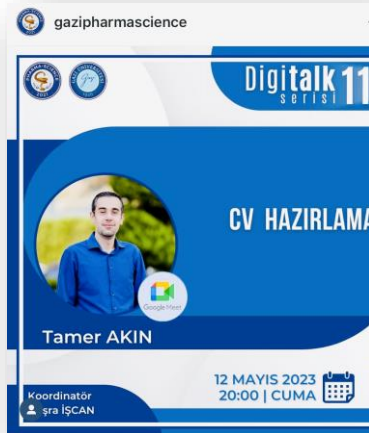 gazipharmascience
Digitalk 11
serisi
CV HAZIRLAMA
Google Meet
Tamer AKIN
12 MAYIS 2023
20:00 | CUMA
Koordinatör
şra İŞCAN